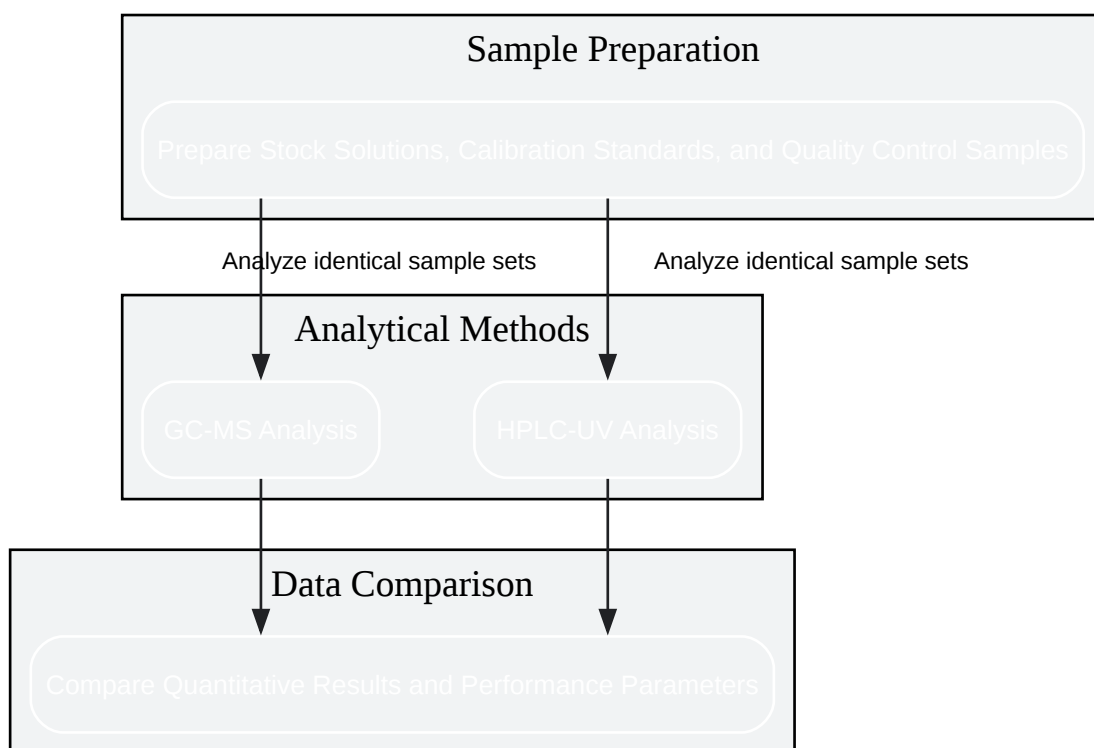 Sample Preparation
Prepare Stock Solutions, Calibration Standards, and Quality Control Samples
Analyze identical sample sets
Analyze identical sample sets
Analytical Methods
GC-MS Analysis
HPLC-UV Analysis
Data Comparison
Compare Quantitative Results and Performance Parameters